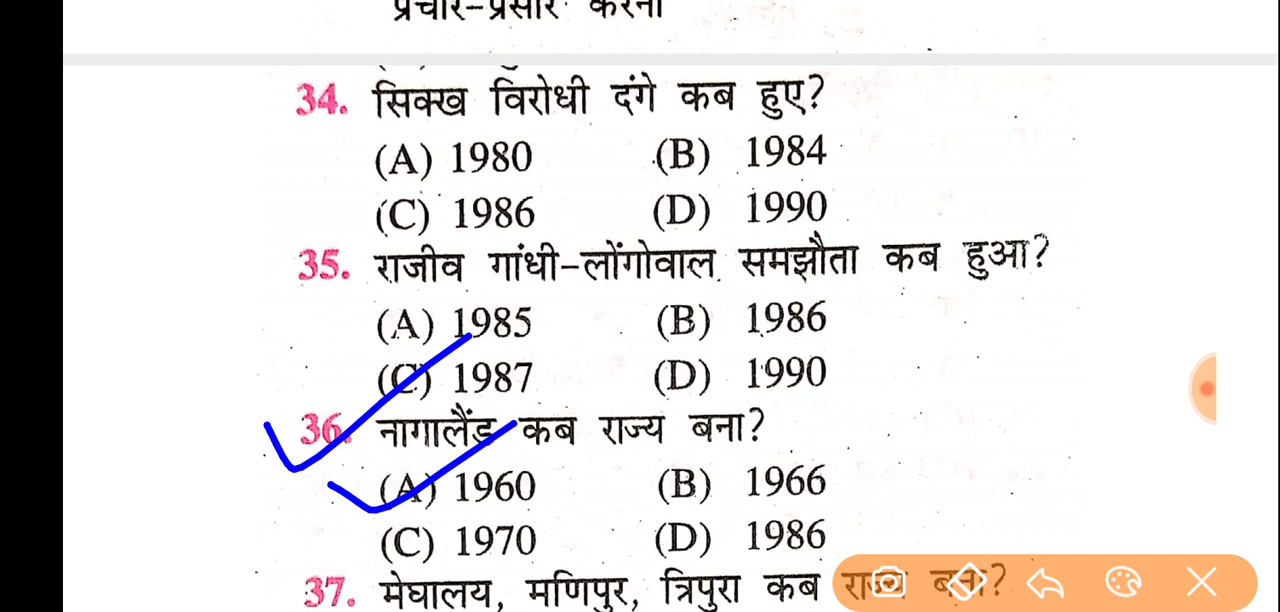 प्रचार-प्रसार करना
34. सिक्ख विरोधी दंगे कब हुए?
(A) 1980 (B) 1984
(C) 1986 (D) 1990
35. राजीव गांधी-लोंगोवाल समझौता कब हुआ?
(A) 1985 (B) 1986
(C) 1987 (D) 1990
36. नागालैंड कब राज्य बना?
(A) 1960 (B) 1966
(C) 1970 (D) 1986
37. मेघालय, मणिपुर, त्रिपुरा कब राज्य बना?